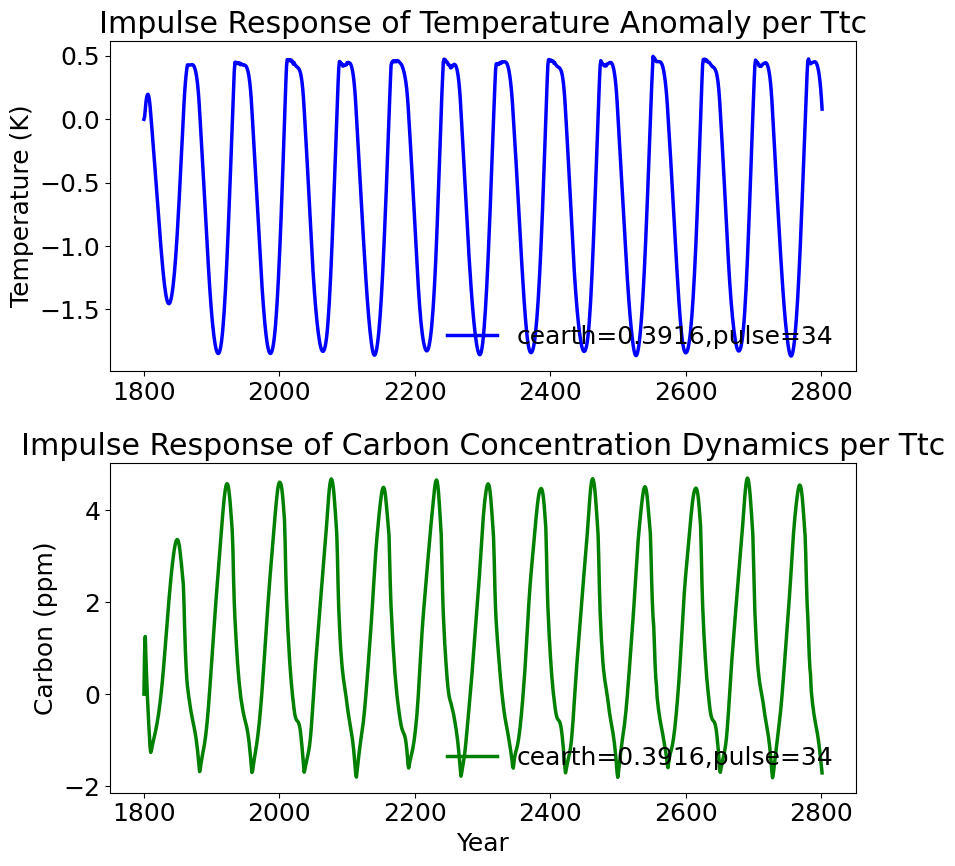 Impulse Response of Temperature Anomaly per Ttc
Temperature (K)
0.5
0.0
−0.5
−1.0
−1.5
cearth=0.3916,pulse=34
1800 2000 2200 2400 2600 2800
Impulse Response of Carbon Concentration Dynamics per Ttc
Carbon (ppm)
4
2
0
−2
cearth=0.3916,pulse=34
1800 2000 2200 2400 2600 2800
Year